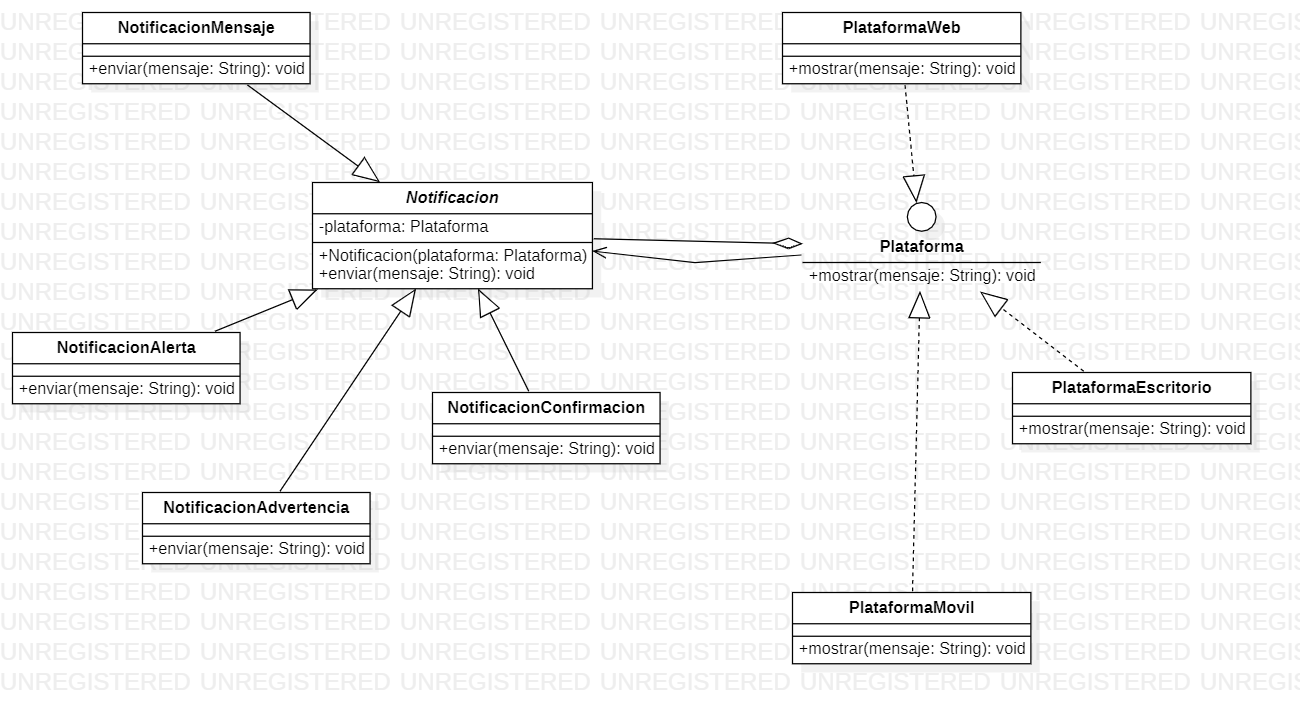 NotificacionMensaje
+enviar(mensaje: String): void
PlataformaWeb
+mostrar(mensaje: String): void
Notificacion
-plataforma: Plataforma
+Notificacion(plataforma: Plataforma)
+enviar(mensaje: String): void
Plataforma
+mostrar(mensaje: String): void
NotificacionAlerta
+enviar(mensaje: String): void
PlataformaEscritorio
+mostrar(mensaje: String): void
NotificacionConfirmacion
+enviar(mensaje: String): void
NotificacionAdvertencia
+enviar(mensaje: String): void
PlataformaMovil
+mostrar(mensaje: String): void
UNREGISTERED